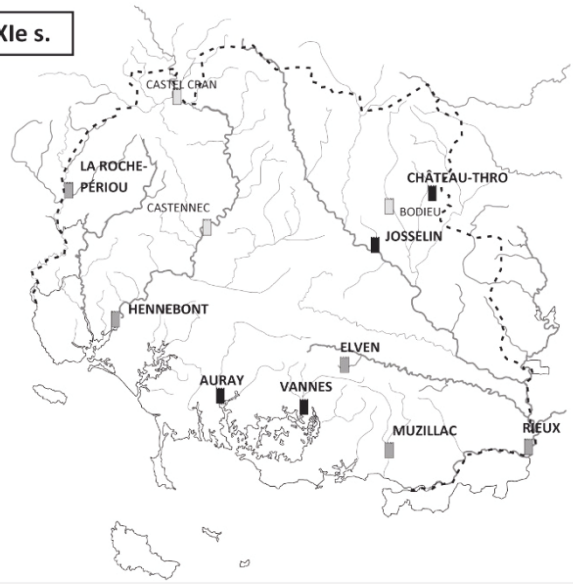 XIe s.
CASTEL CRAN
LA ROCHE-
PÉRIOU
CHÂTEAU-THRO
CASTENNEC
BODIEU
JOSSELIN
HENNEBONT
ELVEN
AURAY
VANNES
MUZILLAC
RIEUX